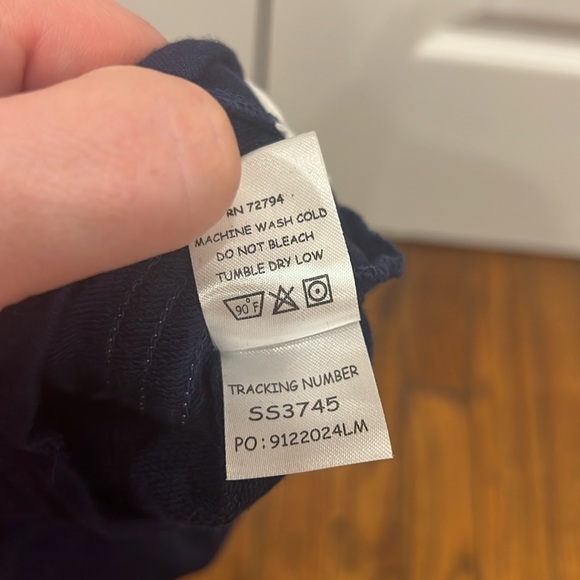 RN 72794
MACHINE WASH COLD
DO NOT BLEACH
TUMBLE DRY LOW
90°F
TRACKING NUMBER
SS3745
PO: 9122024LM